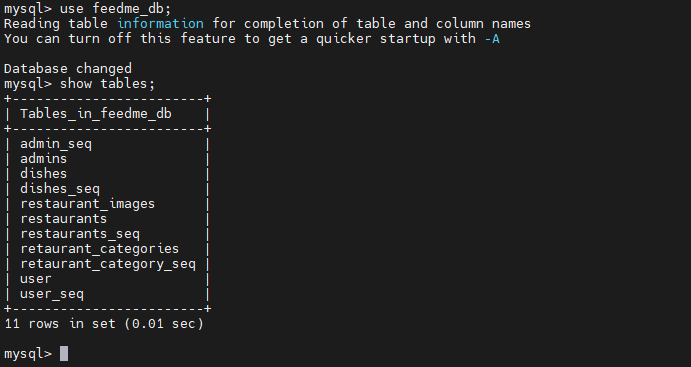 mysql> use feedme_db;
Reading table information for completion of table and column names
You can turn off this feature to get a quicker startup with -A

Database changed
mysql> show tables;
+------------------------+
| Tables_in_feedme_db    |
+------------------------+
| admin_seq              |
| admins                 |
| dishes                 |
| dishes_seq             |
| restaurant_images      |
| restaurants            |
| restaurants_seq        |
| retaurant_categories   |
| retaurant_category_seq |
| user                   |
| user_seq               |
+------------------------+
11 rows in set (0.01 sec)

mysql>